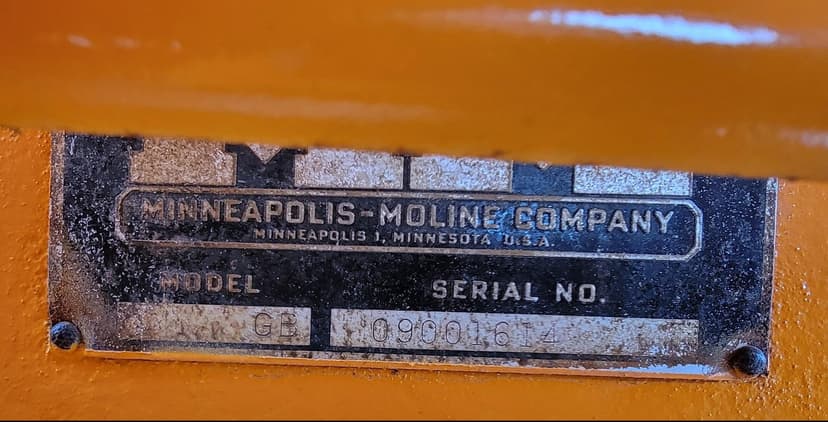 MINNEAPOLIS-MOLINE COMPANY
MINNEAPOLIS 1, MINNESOTA U.S.A.
MODEL SERIAL NO.
GB 09001614